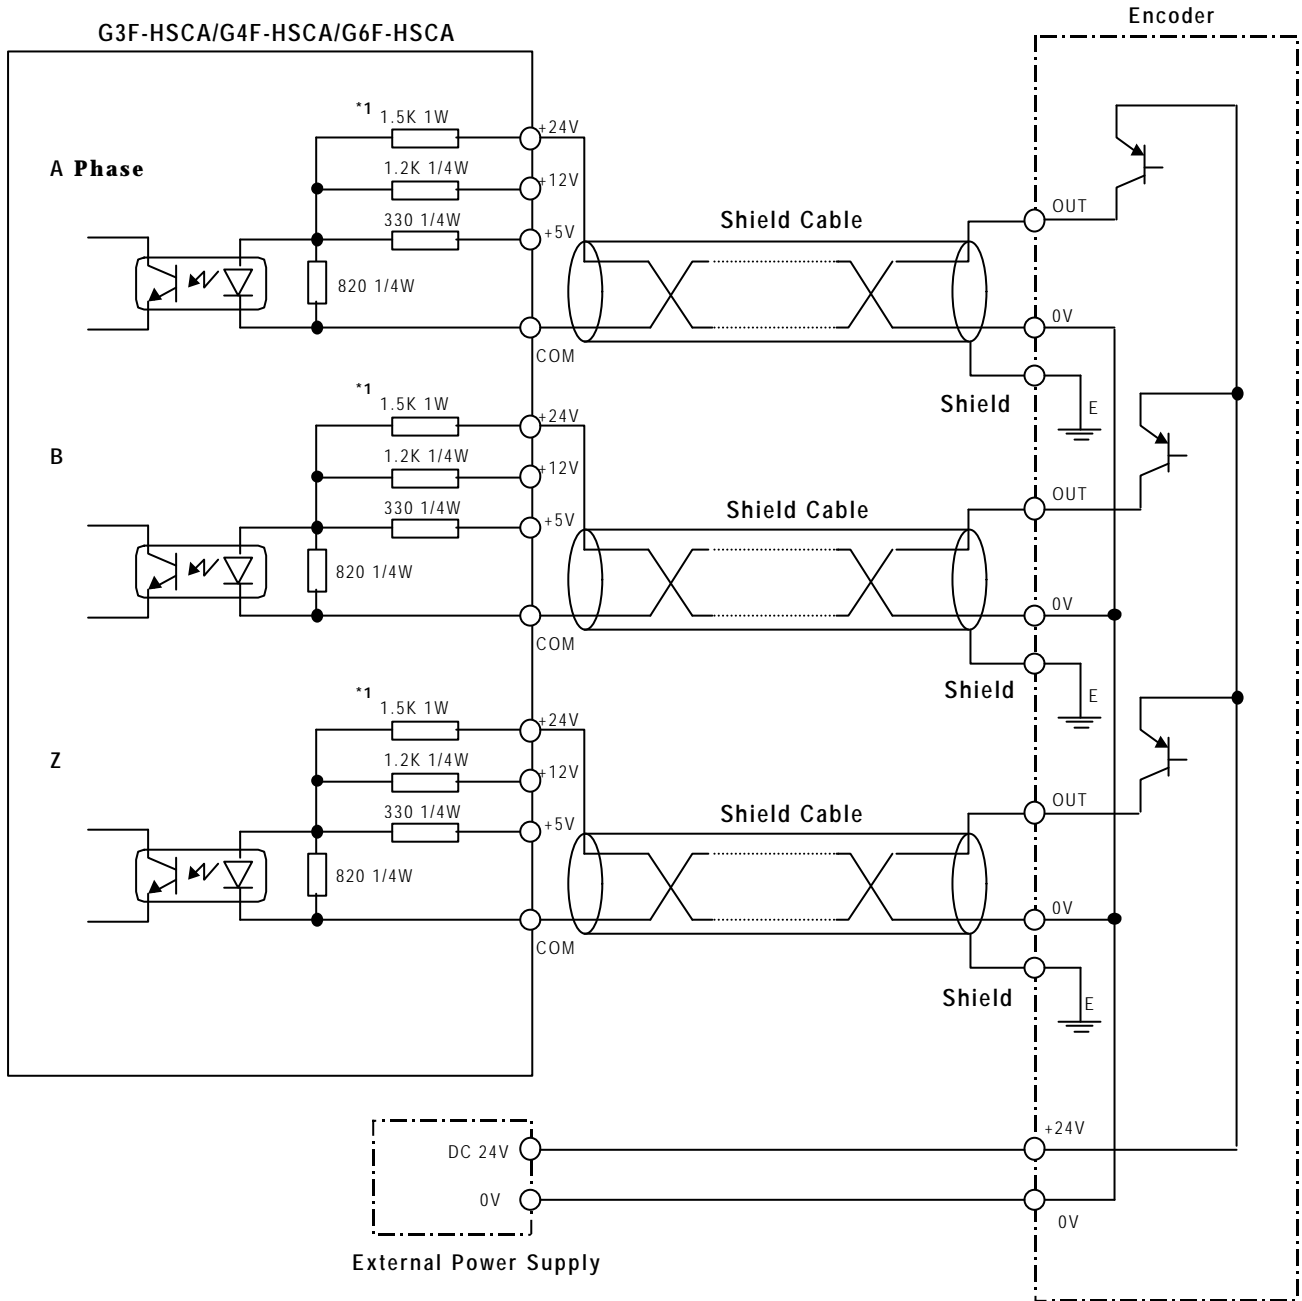 Encoder
G3F-HSCA/G4F-HSCA/G6F-HSCA
*1 1.5K 1W
+24V
A Phase
1.2K 1/4W
+12V
330 1/4W
+5V
820 1/4W
COM
Shield Cable
OUT
0V
Shield
E
*1 1.5K 1W
+24V
B
1.2K 1/4W
+12V
330 1/4W
+5V
820 1/4W
COM
Shield Cable
OUT
0V
Shield
E
*1 1.5K 1W
+24V
Z
1.2K 1/4W
+12V
330 1/4W
+5V
820 1/4W
COM
Shield Cable
OUT
0V
Shield
E
DC 24V
+24V
0V
0V
External Power Supply